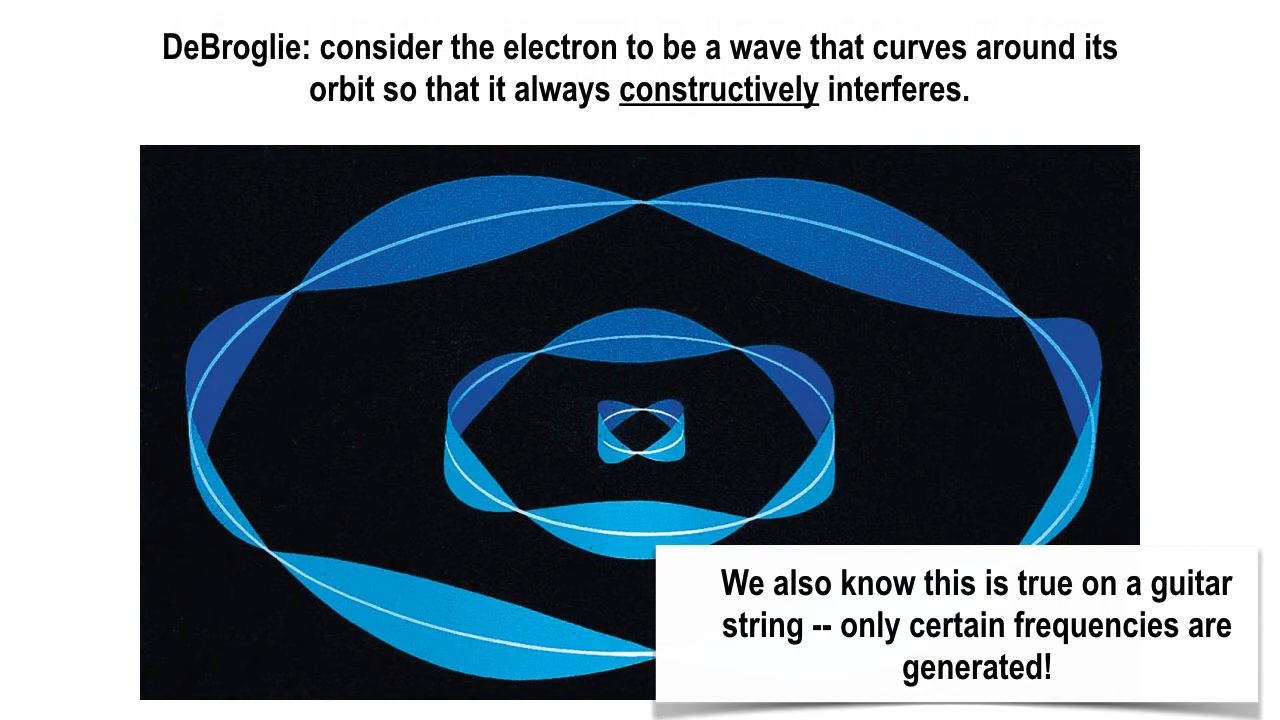 DeBroglie: consider the electron to be a wave that curves around its
orbit so that it always constructively interferes.
We also know this is true on a guitar
string -- only certain frequencies are
generated!